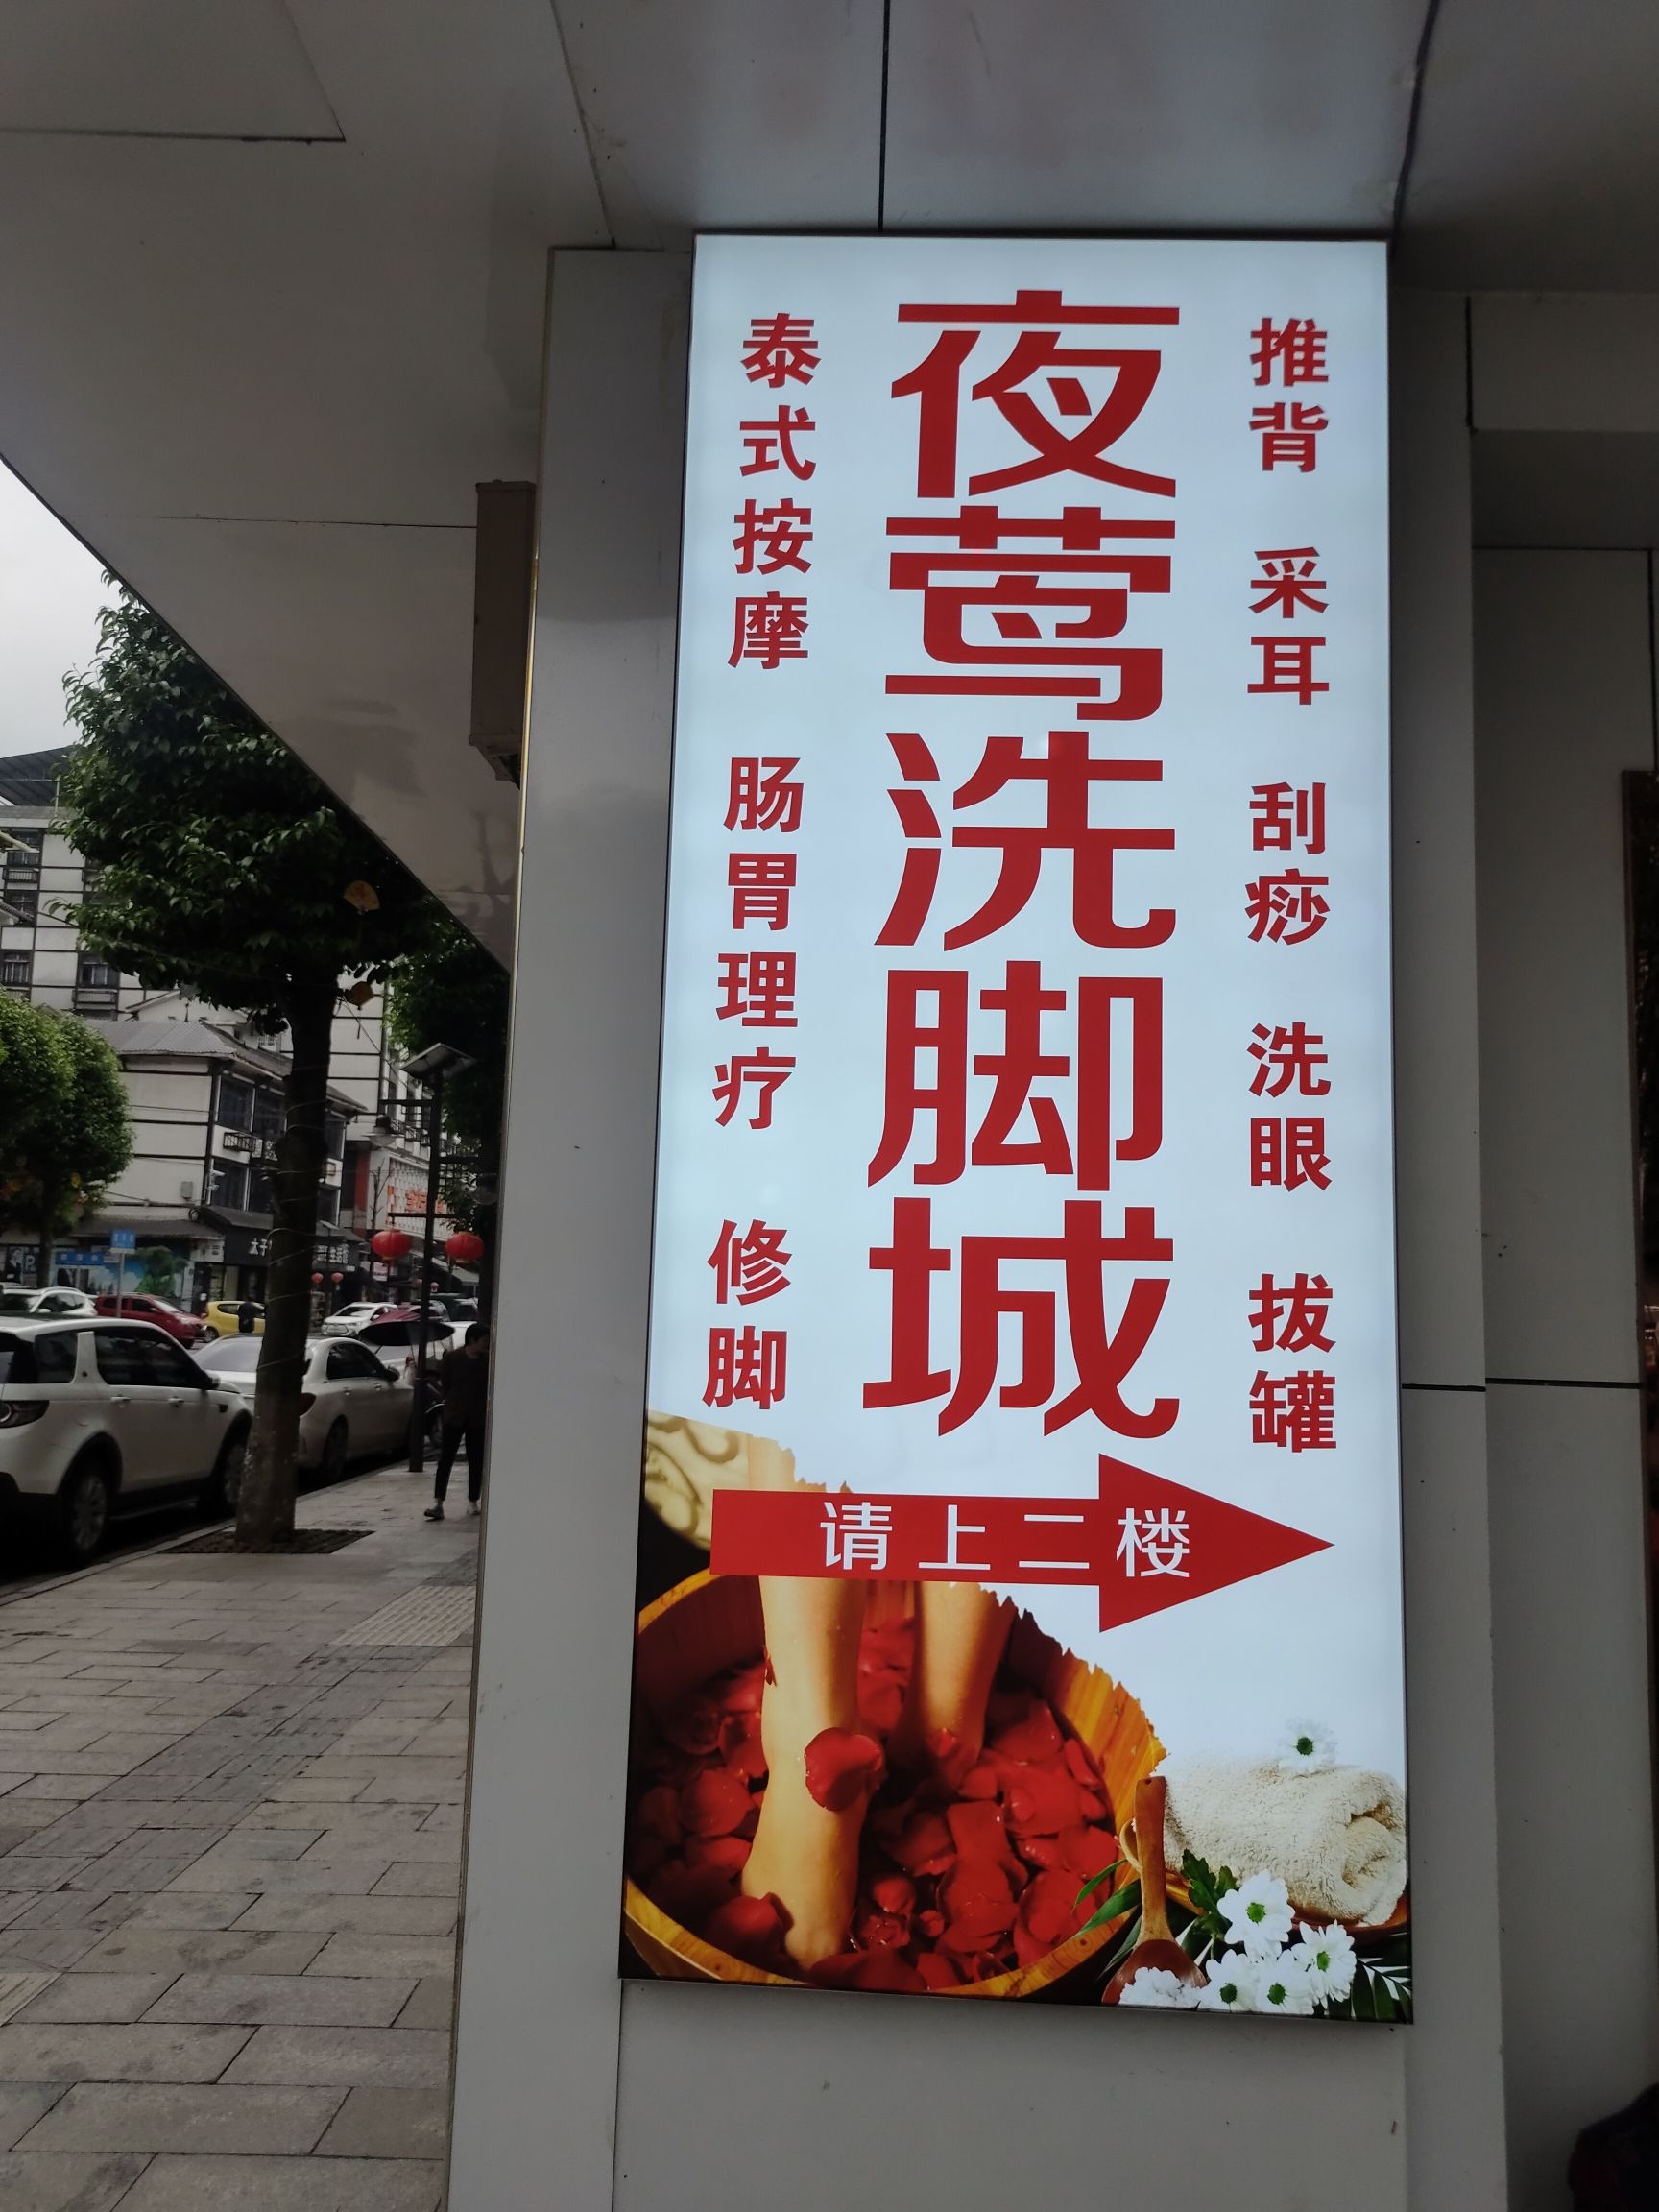 夜莺洗脚城
推背 采耳 刮痧 洗眼 拔罐
泰式按摩 肠胃理疗 修脚
请上二楼